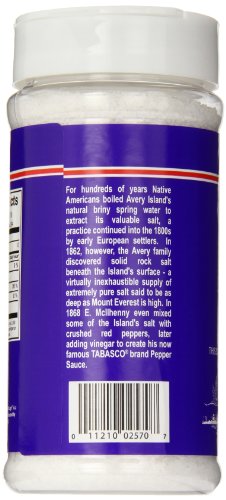 For hundreds of years Native
Americans boiled Avery Island's
natural briny spring water to
extract its valuable salt, a
practice continued into the 1800s
by early European settlers. In
1862, however, the Avery family
discovered solid rock salt
beneath the Island's surface - a
virtually inexhaustible supply of
extremely pure salt said to be as
deep as Mount Everest is high. In
1868 E. McIlhenny even mixed
some of the Island's salt with
crushed red peppers, later
adding vinegar to create his now
famous TABASCO® brand Pepper
Sauce.
0 11210 02570 7